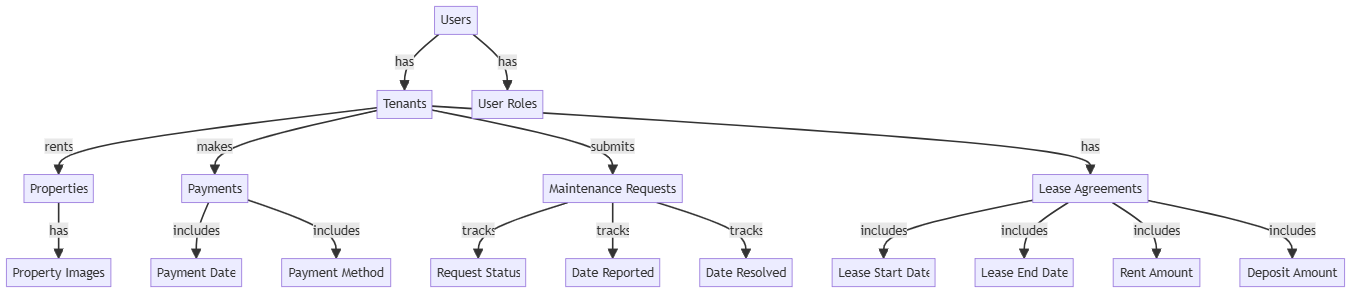 Users
has
has
Tenants
User Roles
rents
makes
submits
has
Properties
Payments
Maintenance Requests
Lease Agreements
has
includes
includes
tracks
tracks
tracks
includes
includes
includes
includes
Property Images
Payment Date
Payment Method
Request Status
Date Reported
Date Resolved
Lease Start Date
Lease End Date
Rent Amount
Deposit Amount